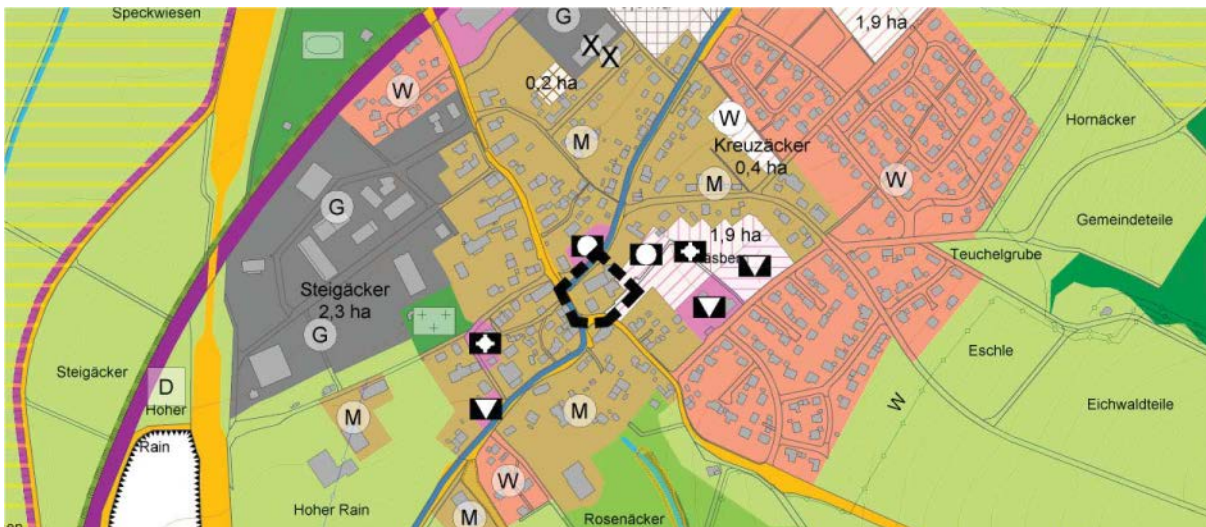 Speckwiesen
G
1,9 ha
X
X
W
0,2 ha
W
Hornäcker
M
Kreuzäcker
0,4 ha
M
W
G
Gemeindeteile
1,9 ha
Teuchelgrube
Steigäcker
2,3 ha
G
Eschle
Steigäcker
D
Hoher
Rain
M
M
W
Eichwaldteile
W
Hoher Rain
M
Rosenäcker